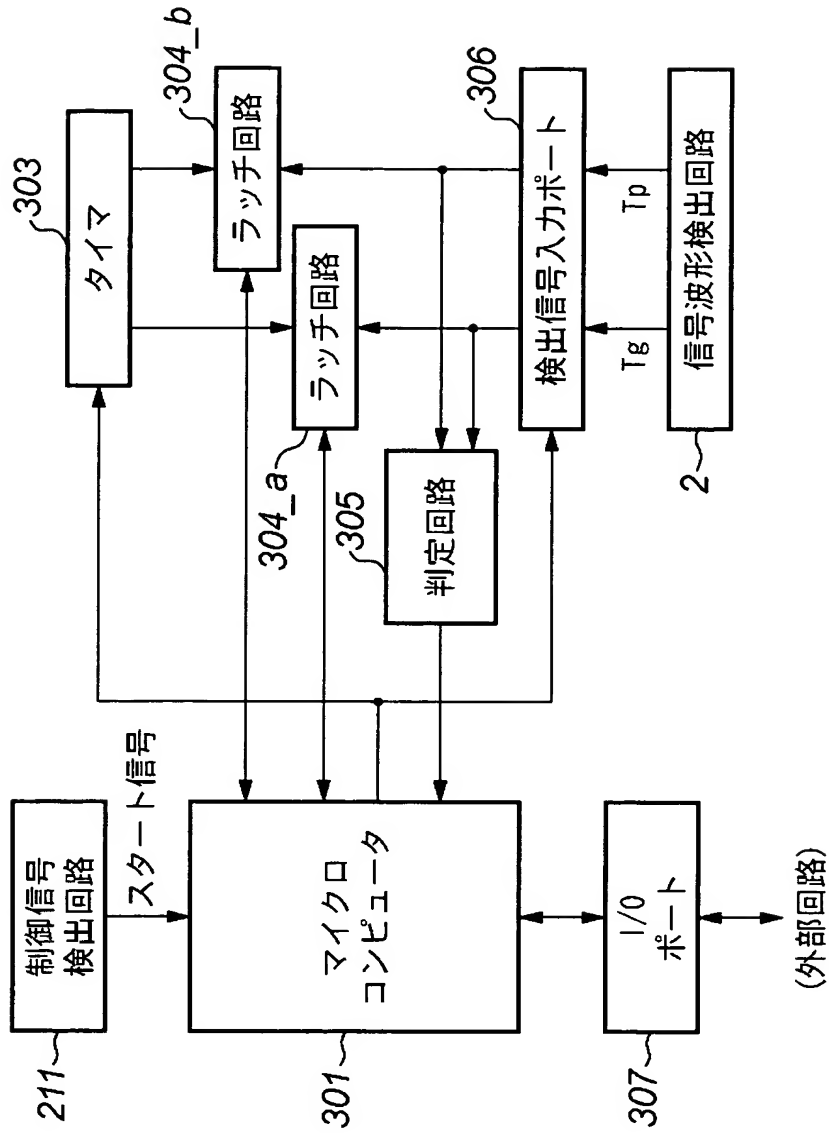 211
制御信号
検出回路
スタート信号
301
マイクロ
コンピュータ
307
I/O
ポート
(外部回路)
303
タイマ
304_b
ラッチ回路
304_a
ラッチ回路
305
判定回路
306
検出信号入力ポート
Tg
Tp
2
信号波形検出回路